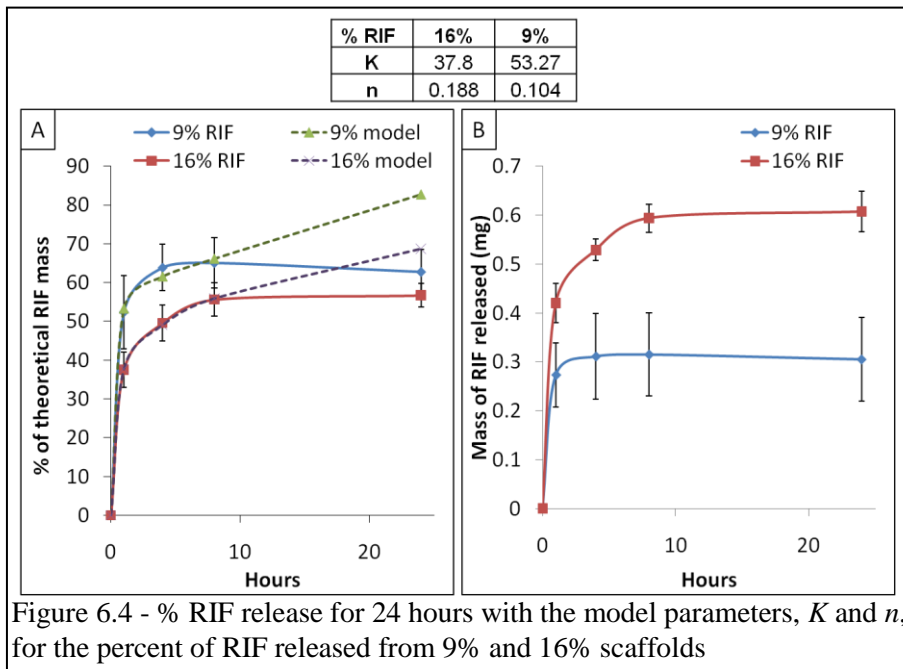 % RIF 16% 9%
K 37.8 53.27
n 0.188 0.104
A
9% RIF 9% model
16% RIF 16% model
% of theoretical RIF mass
90
80
70
60
50
40
30
20
10
0
0 10 20
Hours
B
9% RIF
16% RIF
Mass of RIF released (mg)
0.7
0.6
0.5
0.4
0.3
0.2
0.1
0
0 10 20
Hours
Figure 6.4 - % RIF release for 24 hours with the model parameters, K and n,
for the percent of RIF released from 9% and 16% scaffolds